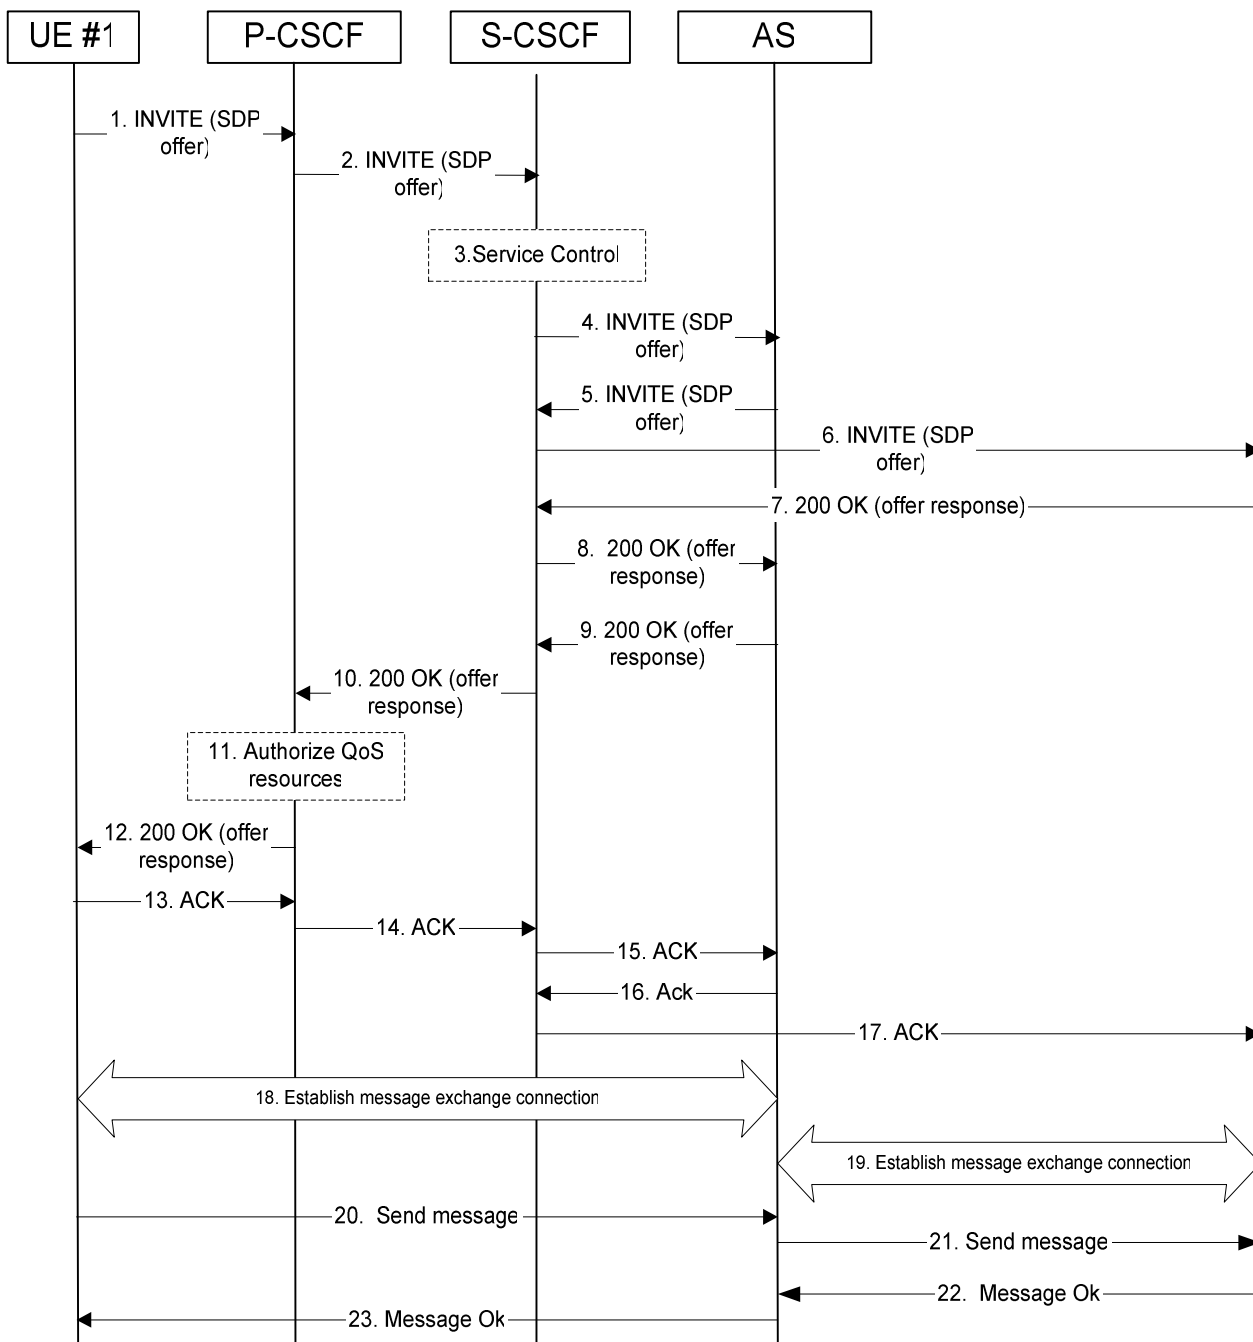 UE #1
P-CSCF
S-CSCF
AS
1. INVITE (SDP
offer)
2. INVITE (SDP
offer)
3.Service Control
4. INVITE (SDP
offer)
5. INVITE (SDP
offer)
6. INVITE (SDP
offer)
7. 200 OK (offer response)
8.  200 OK (offer
response)
9. 200 OK (offer
response)
10. 200 OK (offer
response)
11. Authorize QoS
resources
12. 200 OK (offer
response)
13. ACK
14. ACK
15. ACK
16. Ack
17. ACK
18. Establish message exchange connection
19. Establish message exchange connection
20.  Send message
21. Send message
22.  Message Ok
23. Message Ok